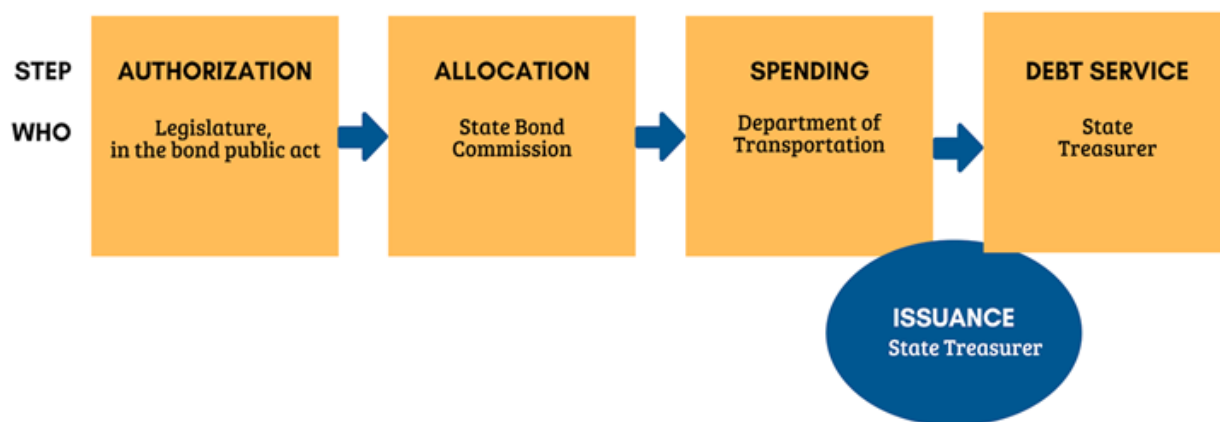 STEP
AUTHORIZATION
ALLOCATION
SPENDING
DEBT SERVICE
WHO
Legislature,
in the bond public act
State Bond
Commission
Department of
Transportation
State
Treasurer
ISSUANCE
State Treasurer